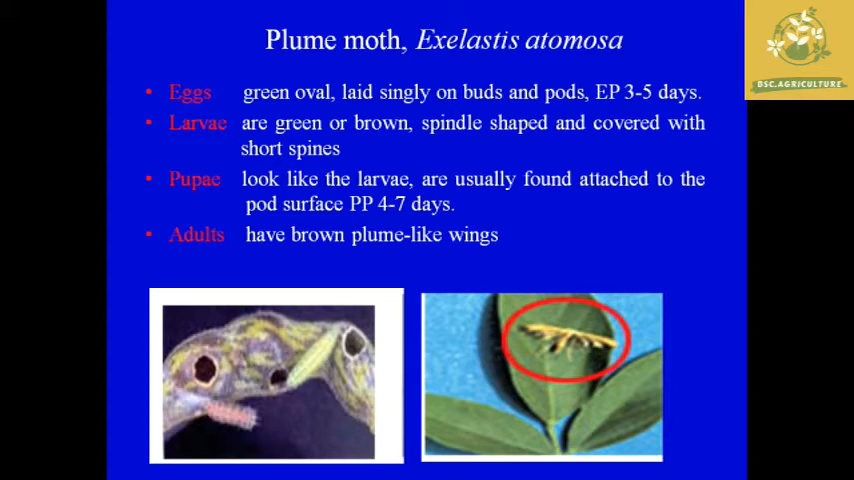 Plume moth, Exelastis atomosa
BSC.AGRICULTURE
• Eggs green oval, laid singly on buds and pods, EP 3-5 days.
• Larvae are green or brown, spindle shaped and covered with
short spines
• Pupae look like the larvae, are usually found attached to the
pod surface PP 4-7 days.
• Adults have brown plume-like wings